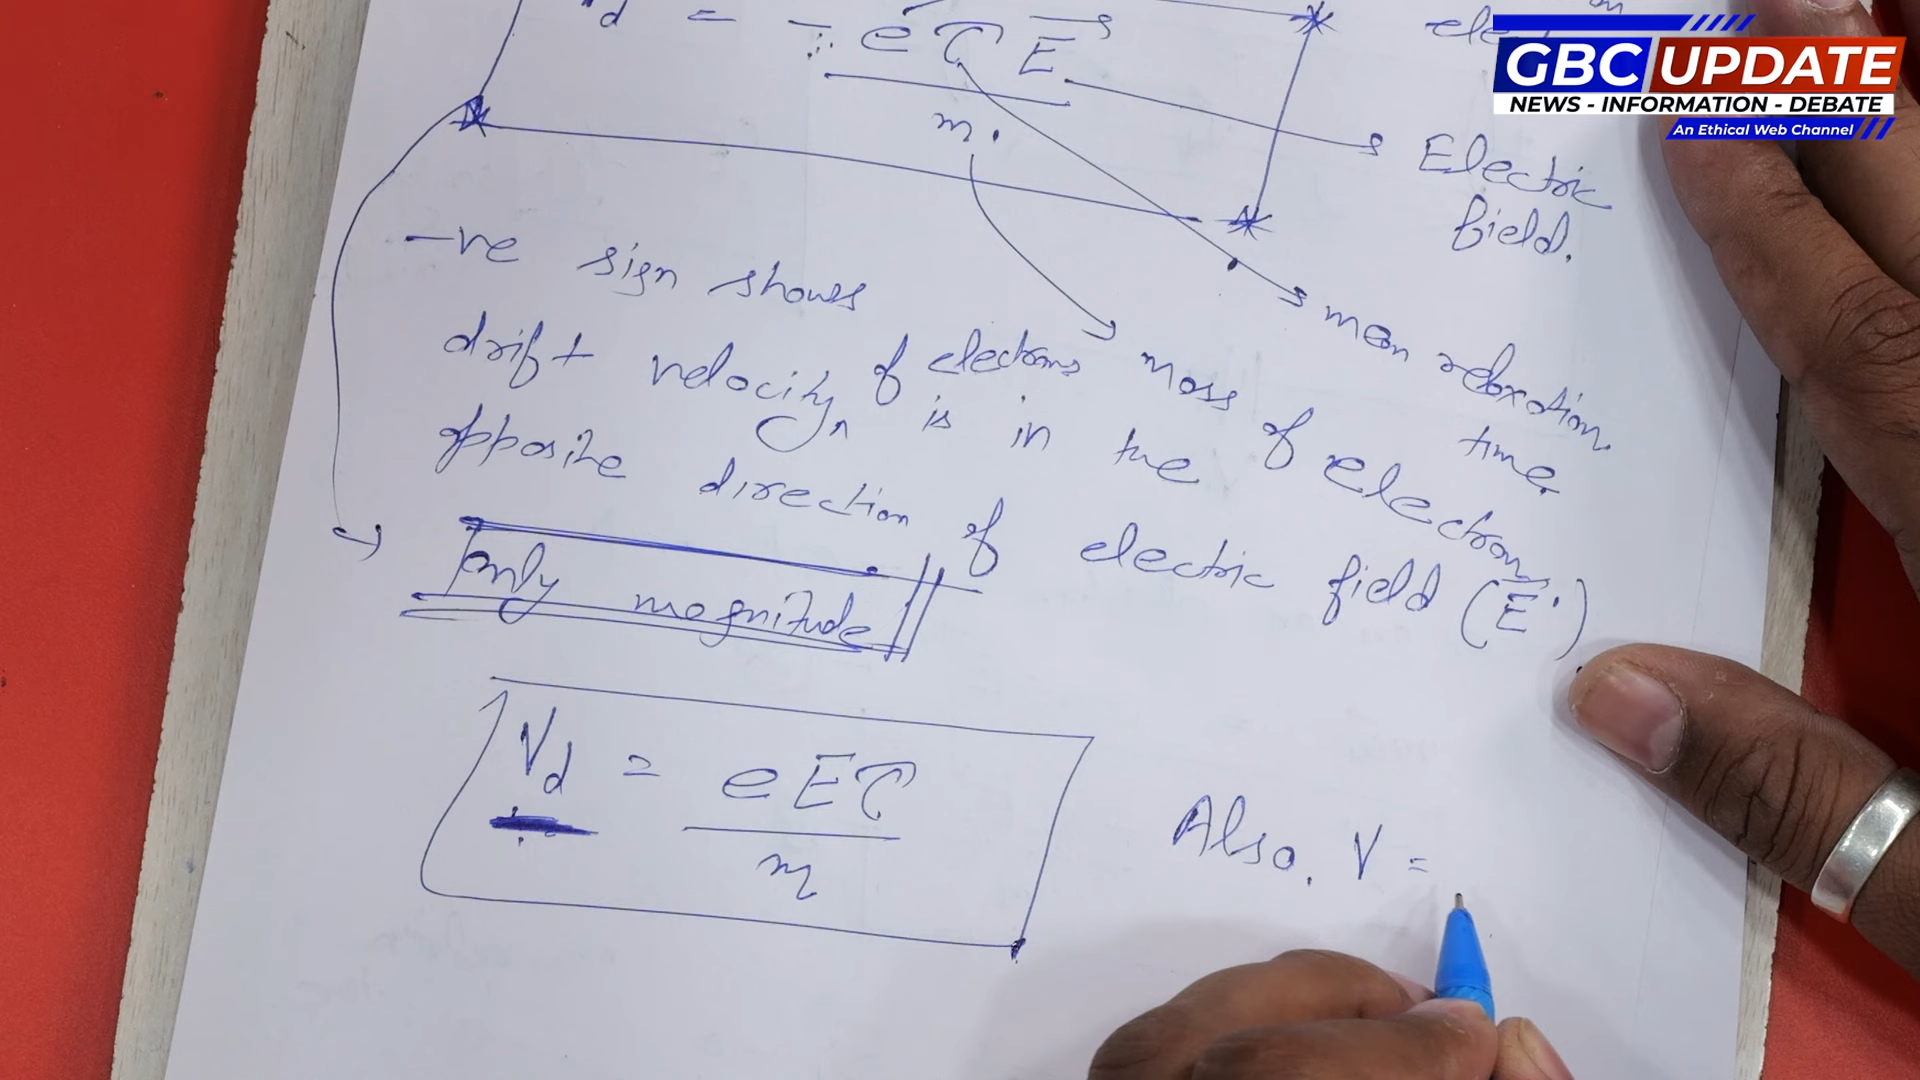 GBC UPDATE
NEWS - INFORMATION - DEBATE
An Ethical Web Channel
d = - e τ E
m.
Electric
field.
-ve sign shows
mean relaxation
time.
drift velocity of electrons is in the
mass of electrons
opposite direction of electric field (E)
only magnitude
Vd = eEτ
m
Also. V =